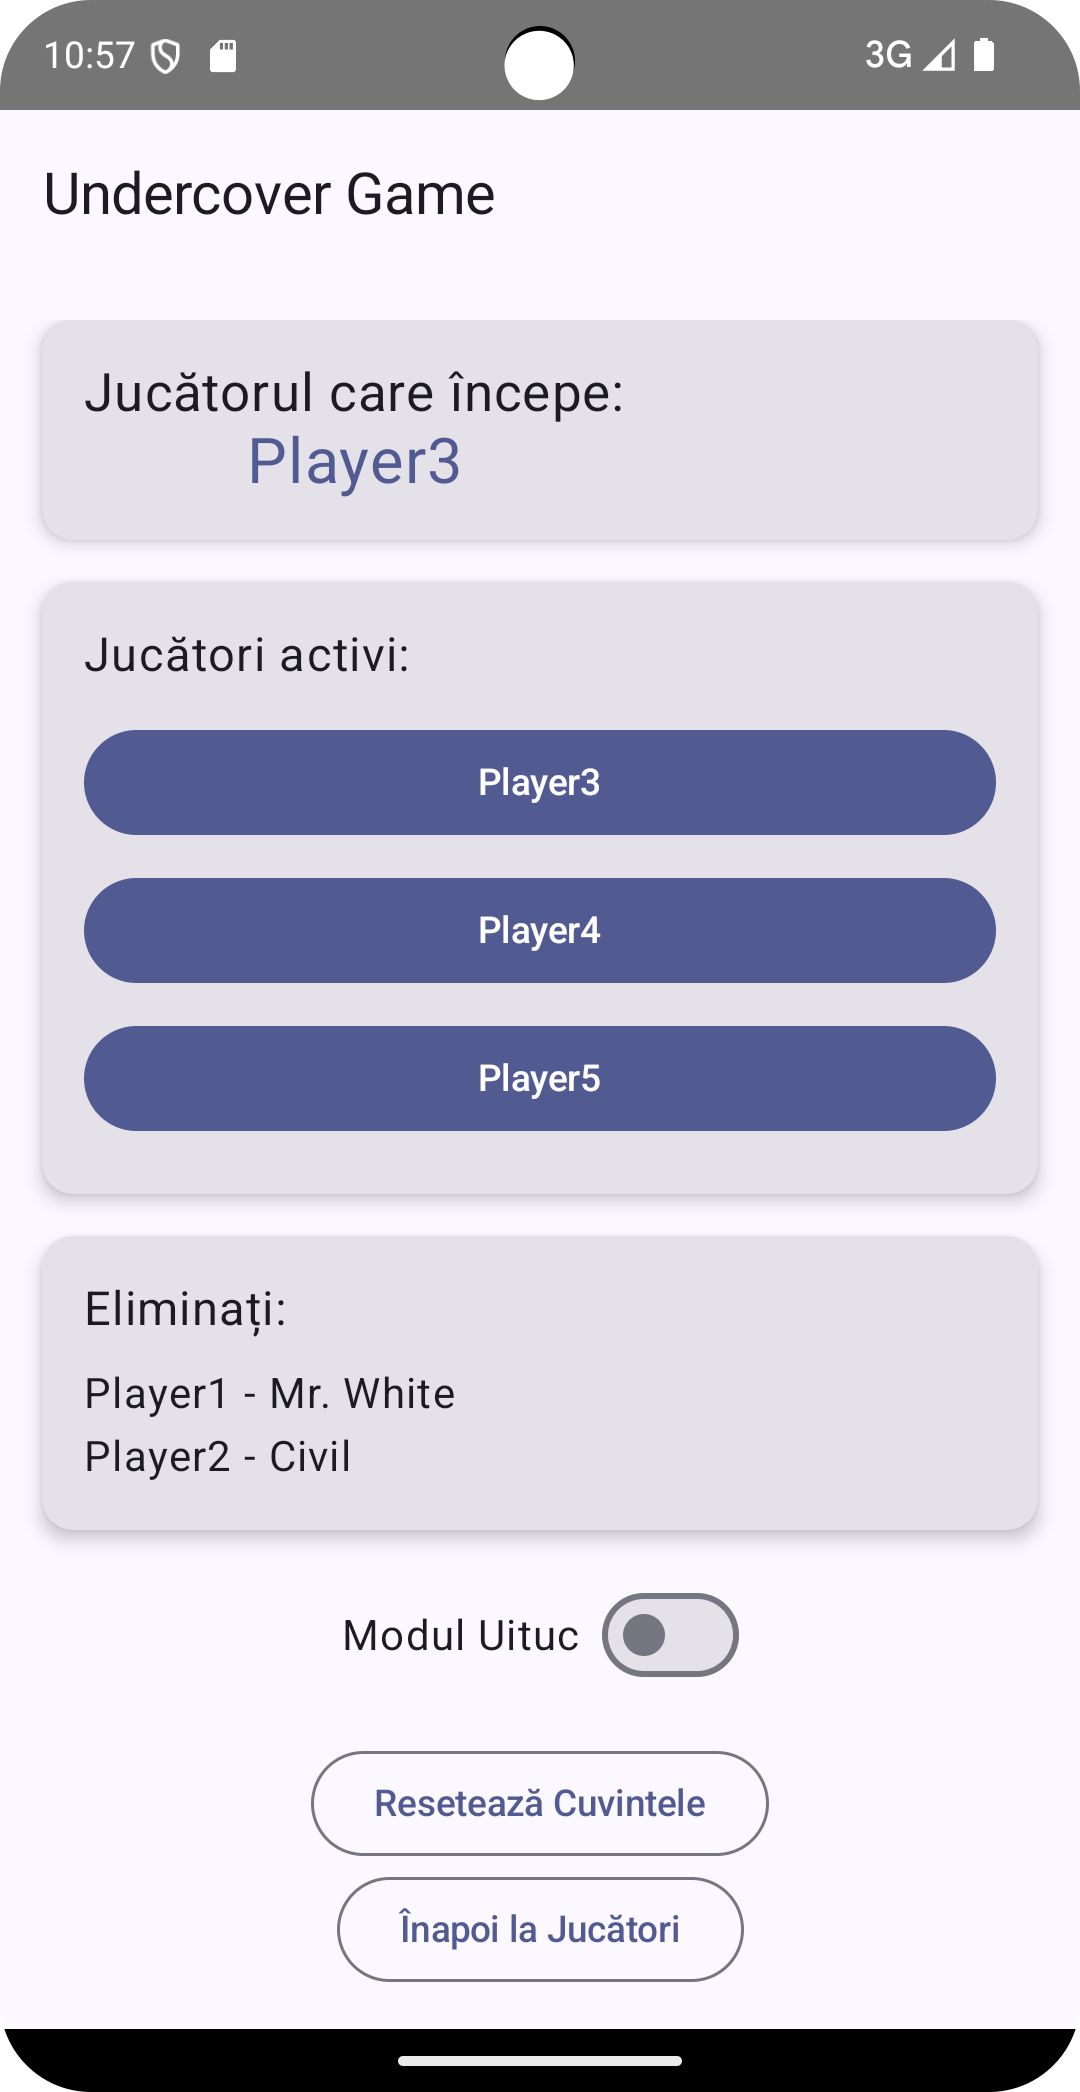 10:57
3G
Undercover Game
Jucătorul care începe:
Player3
Jucători activi:
Player3
Player4
Player5
Eliminați:
Player1 - Mr. White
Player2 - Civil
Modul Uituc
Resetează Cuvintele
Înapoi la Jucători